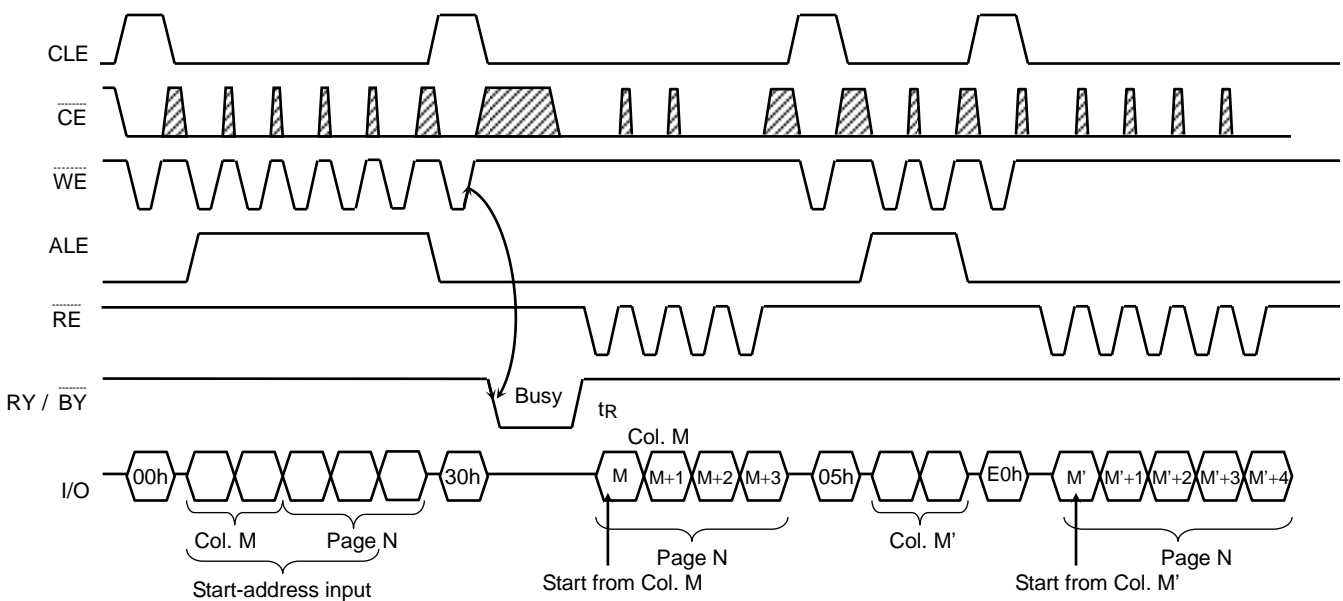 CLE
CE
WE
ALE
RE
RY / BY
Busy
tR
Col. M
I/O
00h
30h
M
M+1
M+2
M+3
05h
E0h
M'
M'+1
M'+2
M'+3
M'+4
Col. M
Page N
Col. M'
Page N
Page N
Start-address input
Start from Col. M
Start from Col. M'